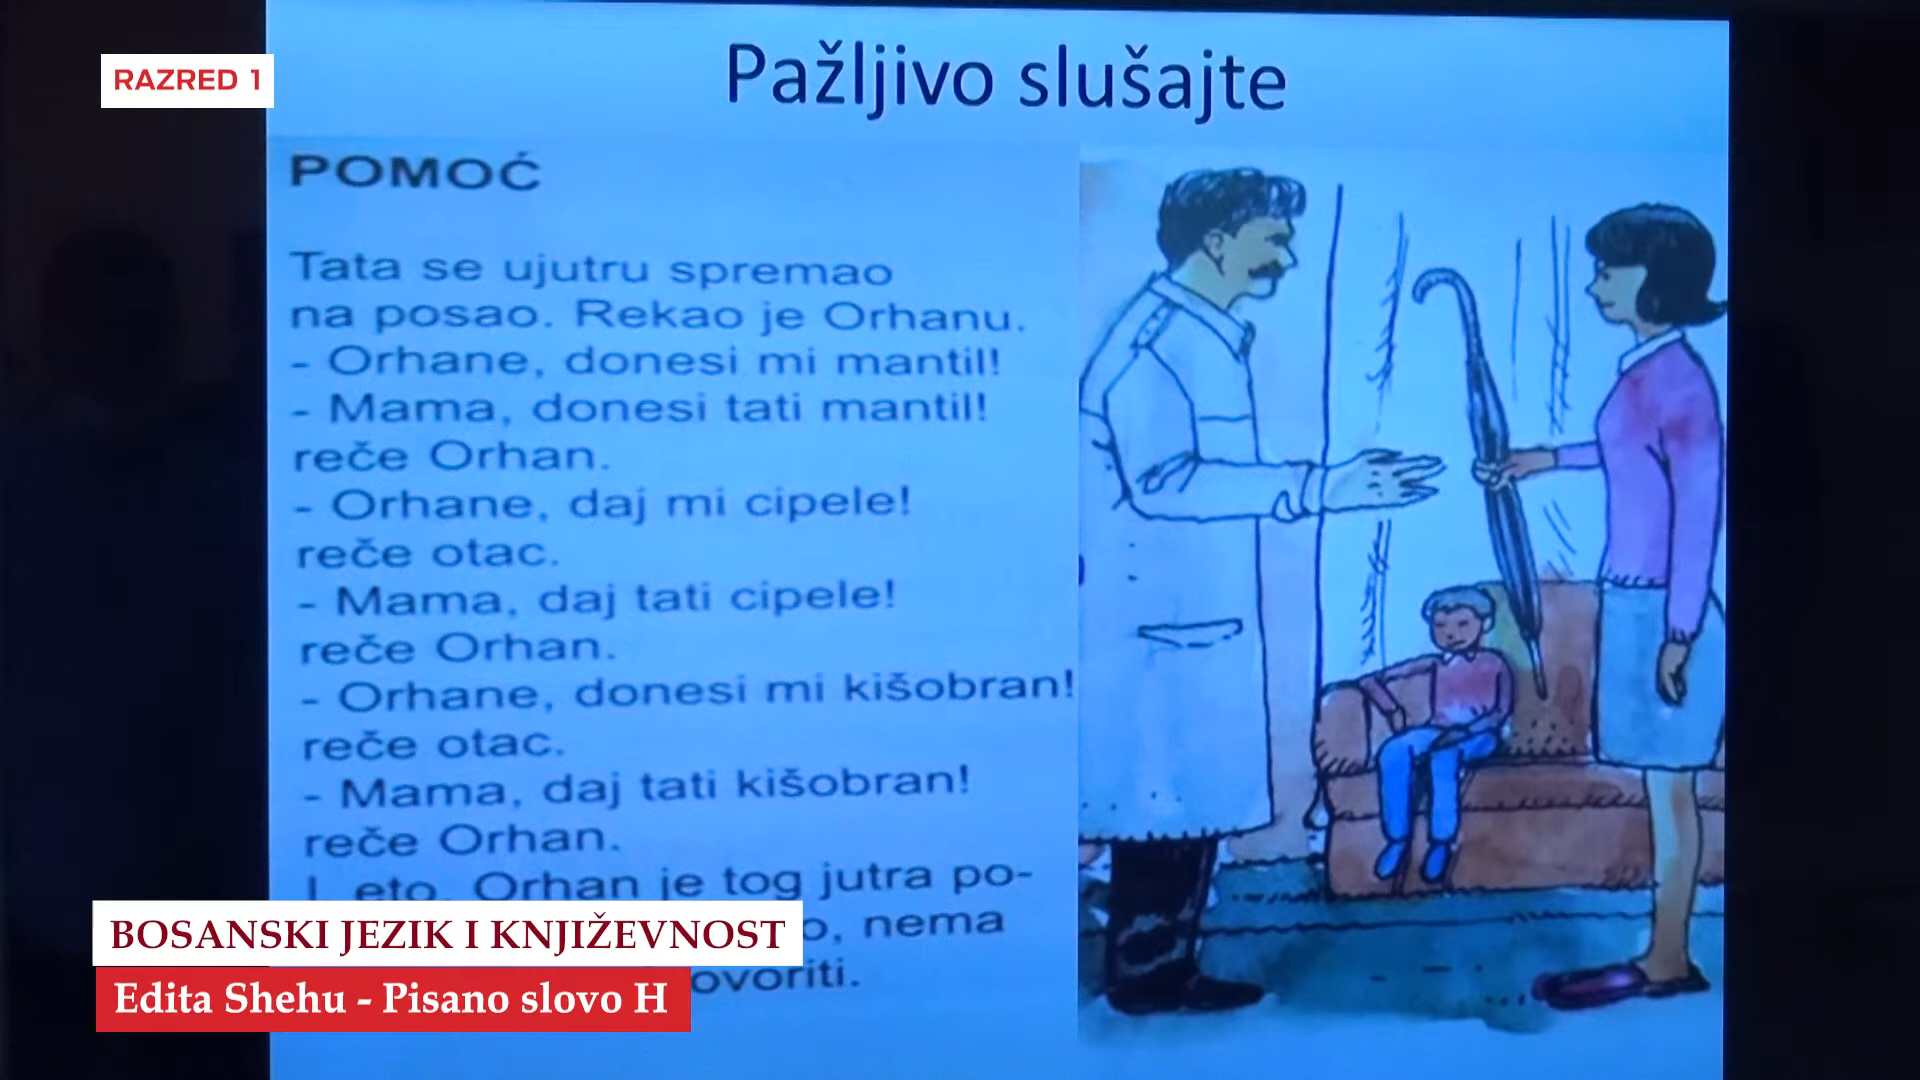 RAZRED 1
Pažljivo slušajte
POMOĆ
Tata se ujutru spremao
na posao. Rekao je Orhanu.
- Orhane, donesi mi mantil!
- Mama, donesi tati mantil!
reče Orhan.
- Orhane, daj mi cipele!
reče otac.
- Mama, daj tati cipele!
reče Orhan.
- Orhane, donesi mi kišobran!
reče otac.
- Mama, daj tati kišobran!
reče Orhan.
I, eto, Orhan je tog jutra po-
o, nema
ovoriti.
BOSANSKI JEZIK I KNJIŽEVNOST
Edita Shehu - Pisano slovo H